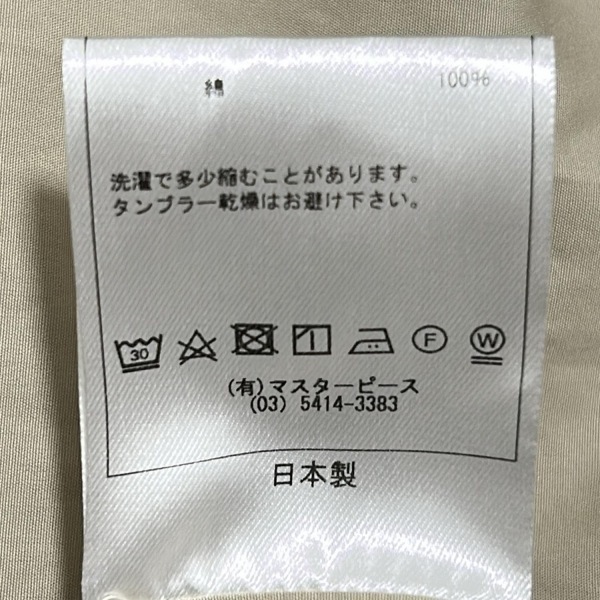 綿 100%
洗濯で多少縮むことがあります。
タンブラー乾燥はお避け下さい。
30 F W
(有)マスターピース
(03) 5414-3383
日本製